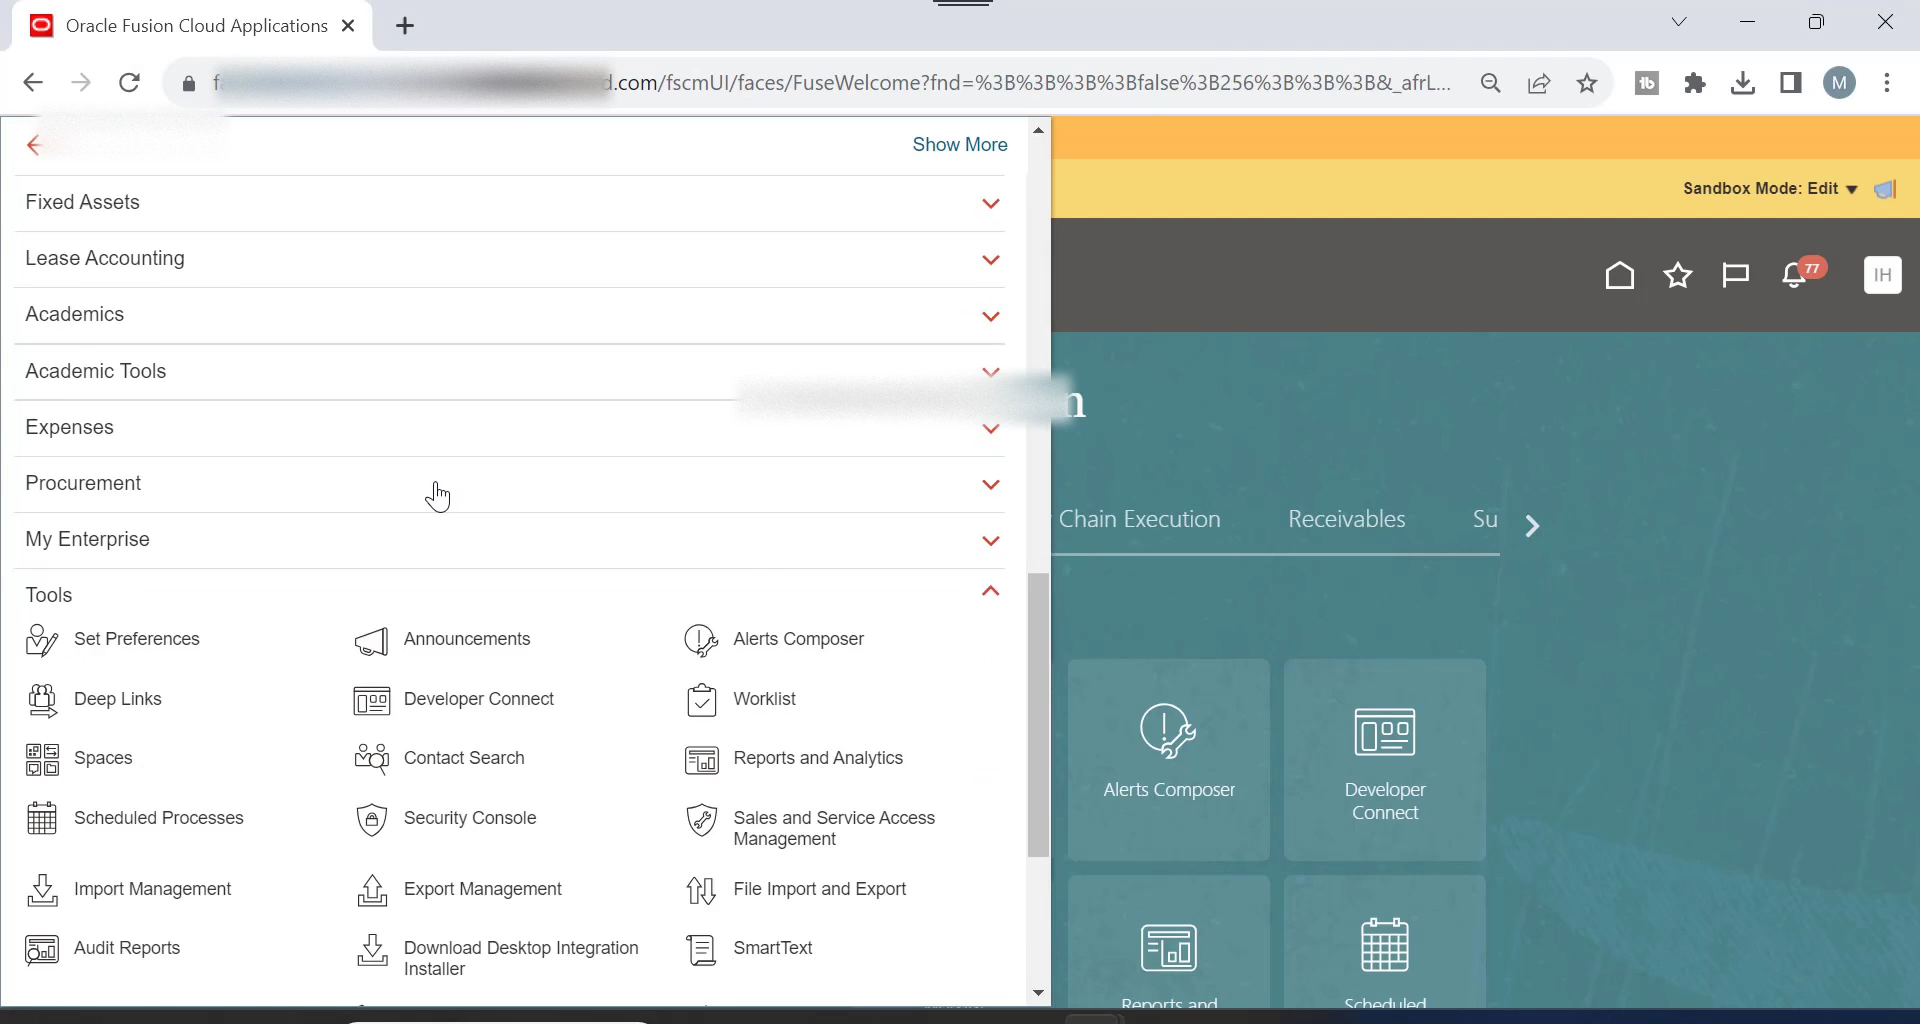 Oracle Fusion Cloud Applications
d.com/fscmUI/faces/FuseWelcome?fnd=%3B%3B%3B%3Bfalse%3B256%3B%3B%3B&_afrL...
M
Show More
Sandbox Mode: Edit
Fixed Assets
Lease Accounting
77
IH
Academics
Academic Tools
n
Expenses
Procurement
Chain Execution
Receivables
Su
My Enterprise
Tools
Set Preferences
Announcements
Alerts Composer
Deep Links
Developer Connect
Worklist
Spaces
Contact Search
Reports and Analytics
Scheduled Processes
Security Console
Sales and Service Access
Management
Import Management
Export Management
File Import and Export
Audit Reports
Download Desktop Integration
Installer
SmartText
Alerts Composer
Developer
Connect
Reports and
Scheduled